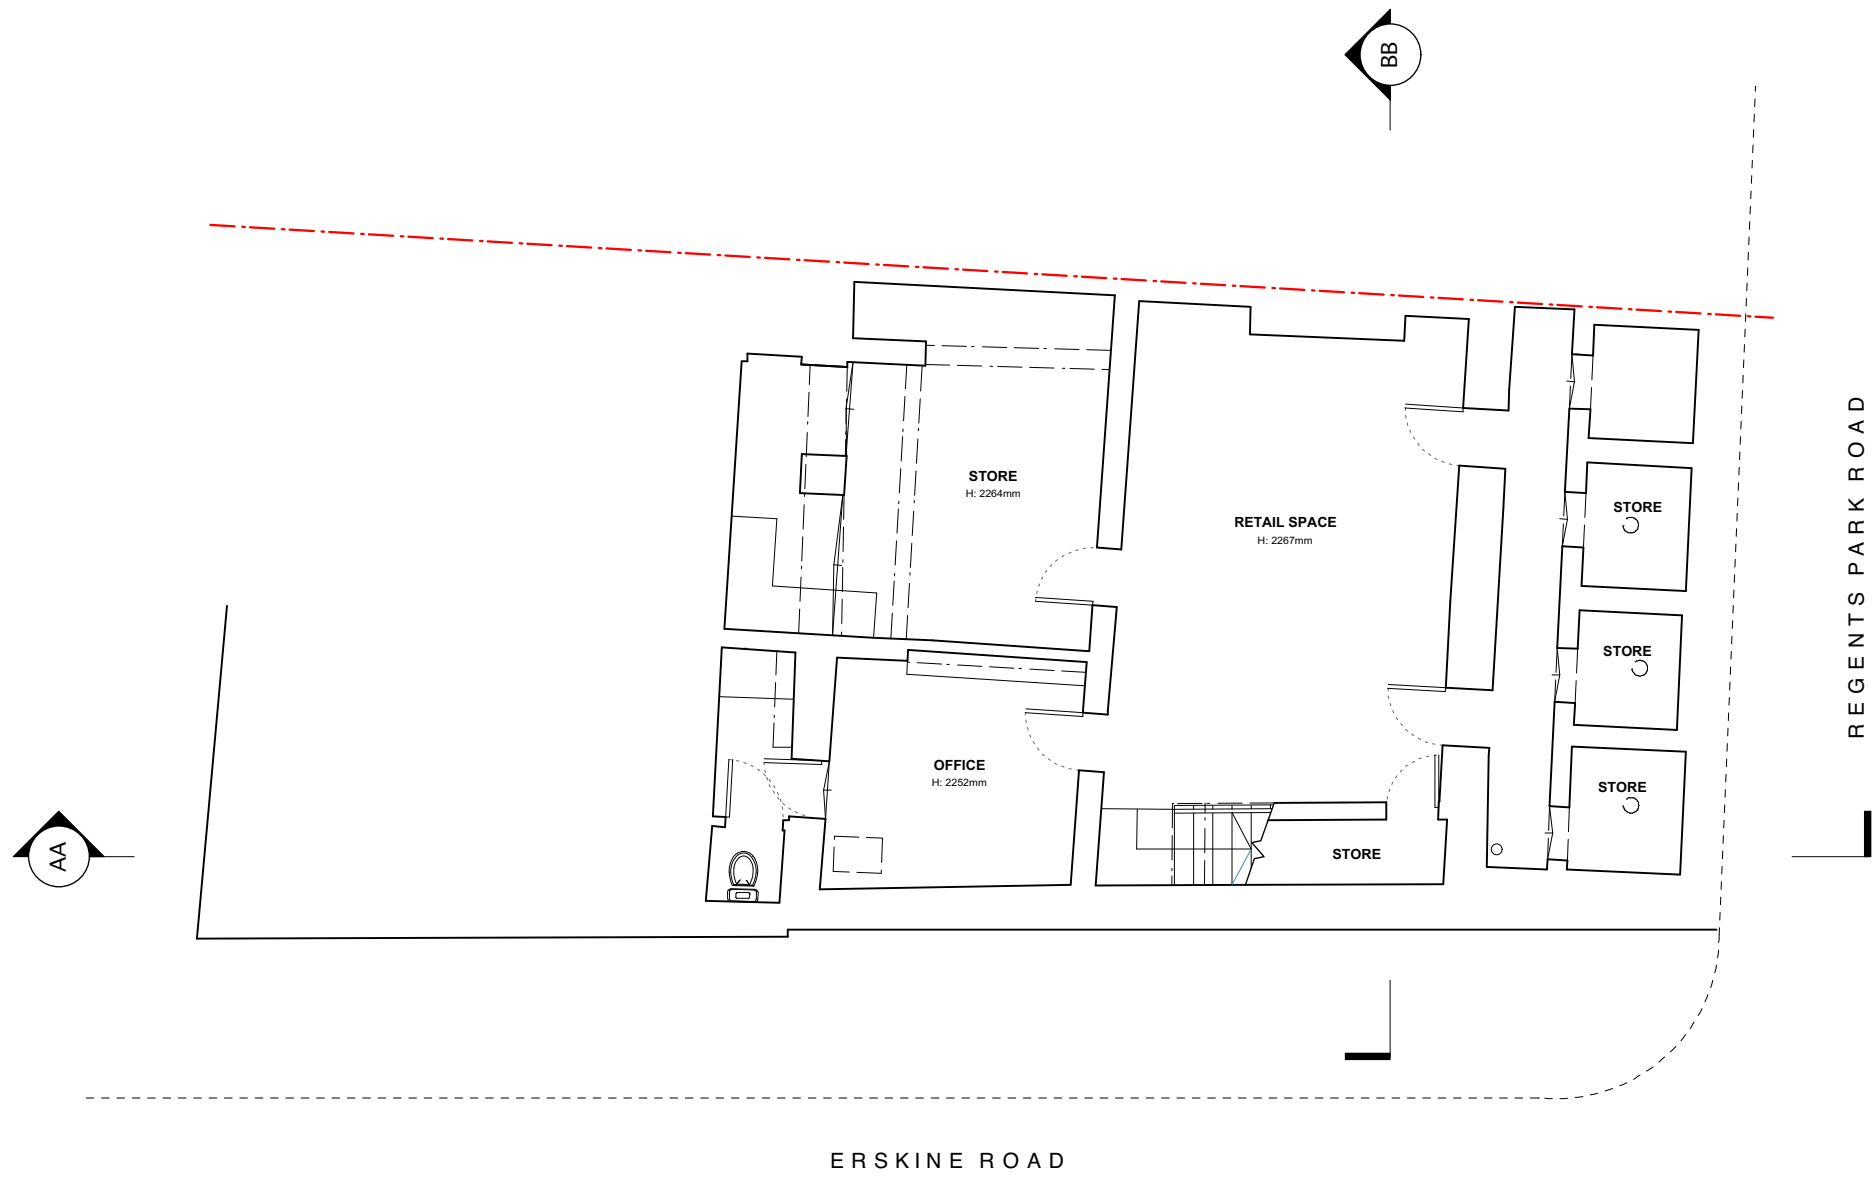 BB
STORE
H: 2264mm
RETAIL SPACE
H: 2267mm
STORE
STORE
STORE
OFFICE
H: 2252mm
STORE
AA
REGENTS PARK ROAD
ERSKINE ROAD